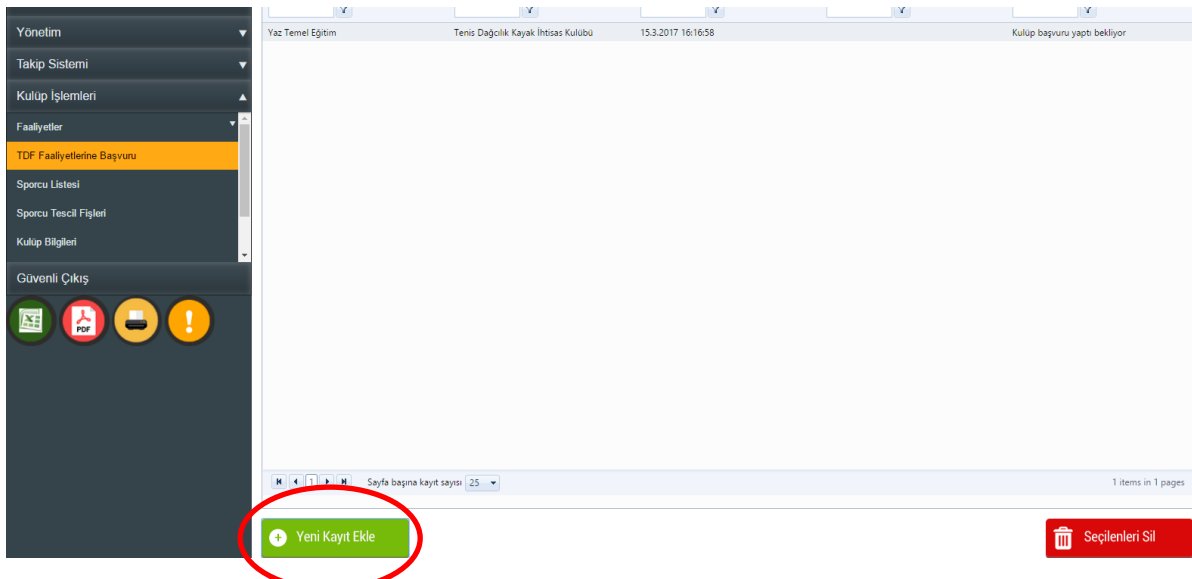 Yönetim
Takip Sistemi
Kulüp İşlemleri
Faaliyetler
TDF Faaliyetlerine Başvuru
Sporcu Listesi
Sporcu Tescil Fişleri
Kulüp Bilgileri
Güvenli Çıkış
PDF
Yaz Temel Eğitim Tenis Dağcılık Kayak İhtisas Kulübü 15.3.2017 16:16:58 Kulüp başvuru yaptı bekliyor
1 Sayfa başına kayıt sayısı 25 1 items in 1 pages
Yeni Kayıt Ekle Seçilenleri Sil